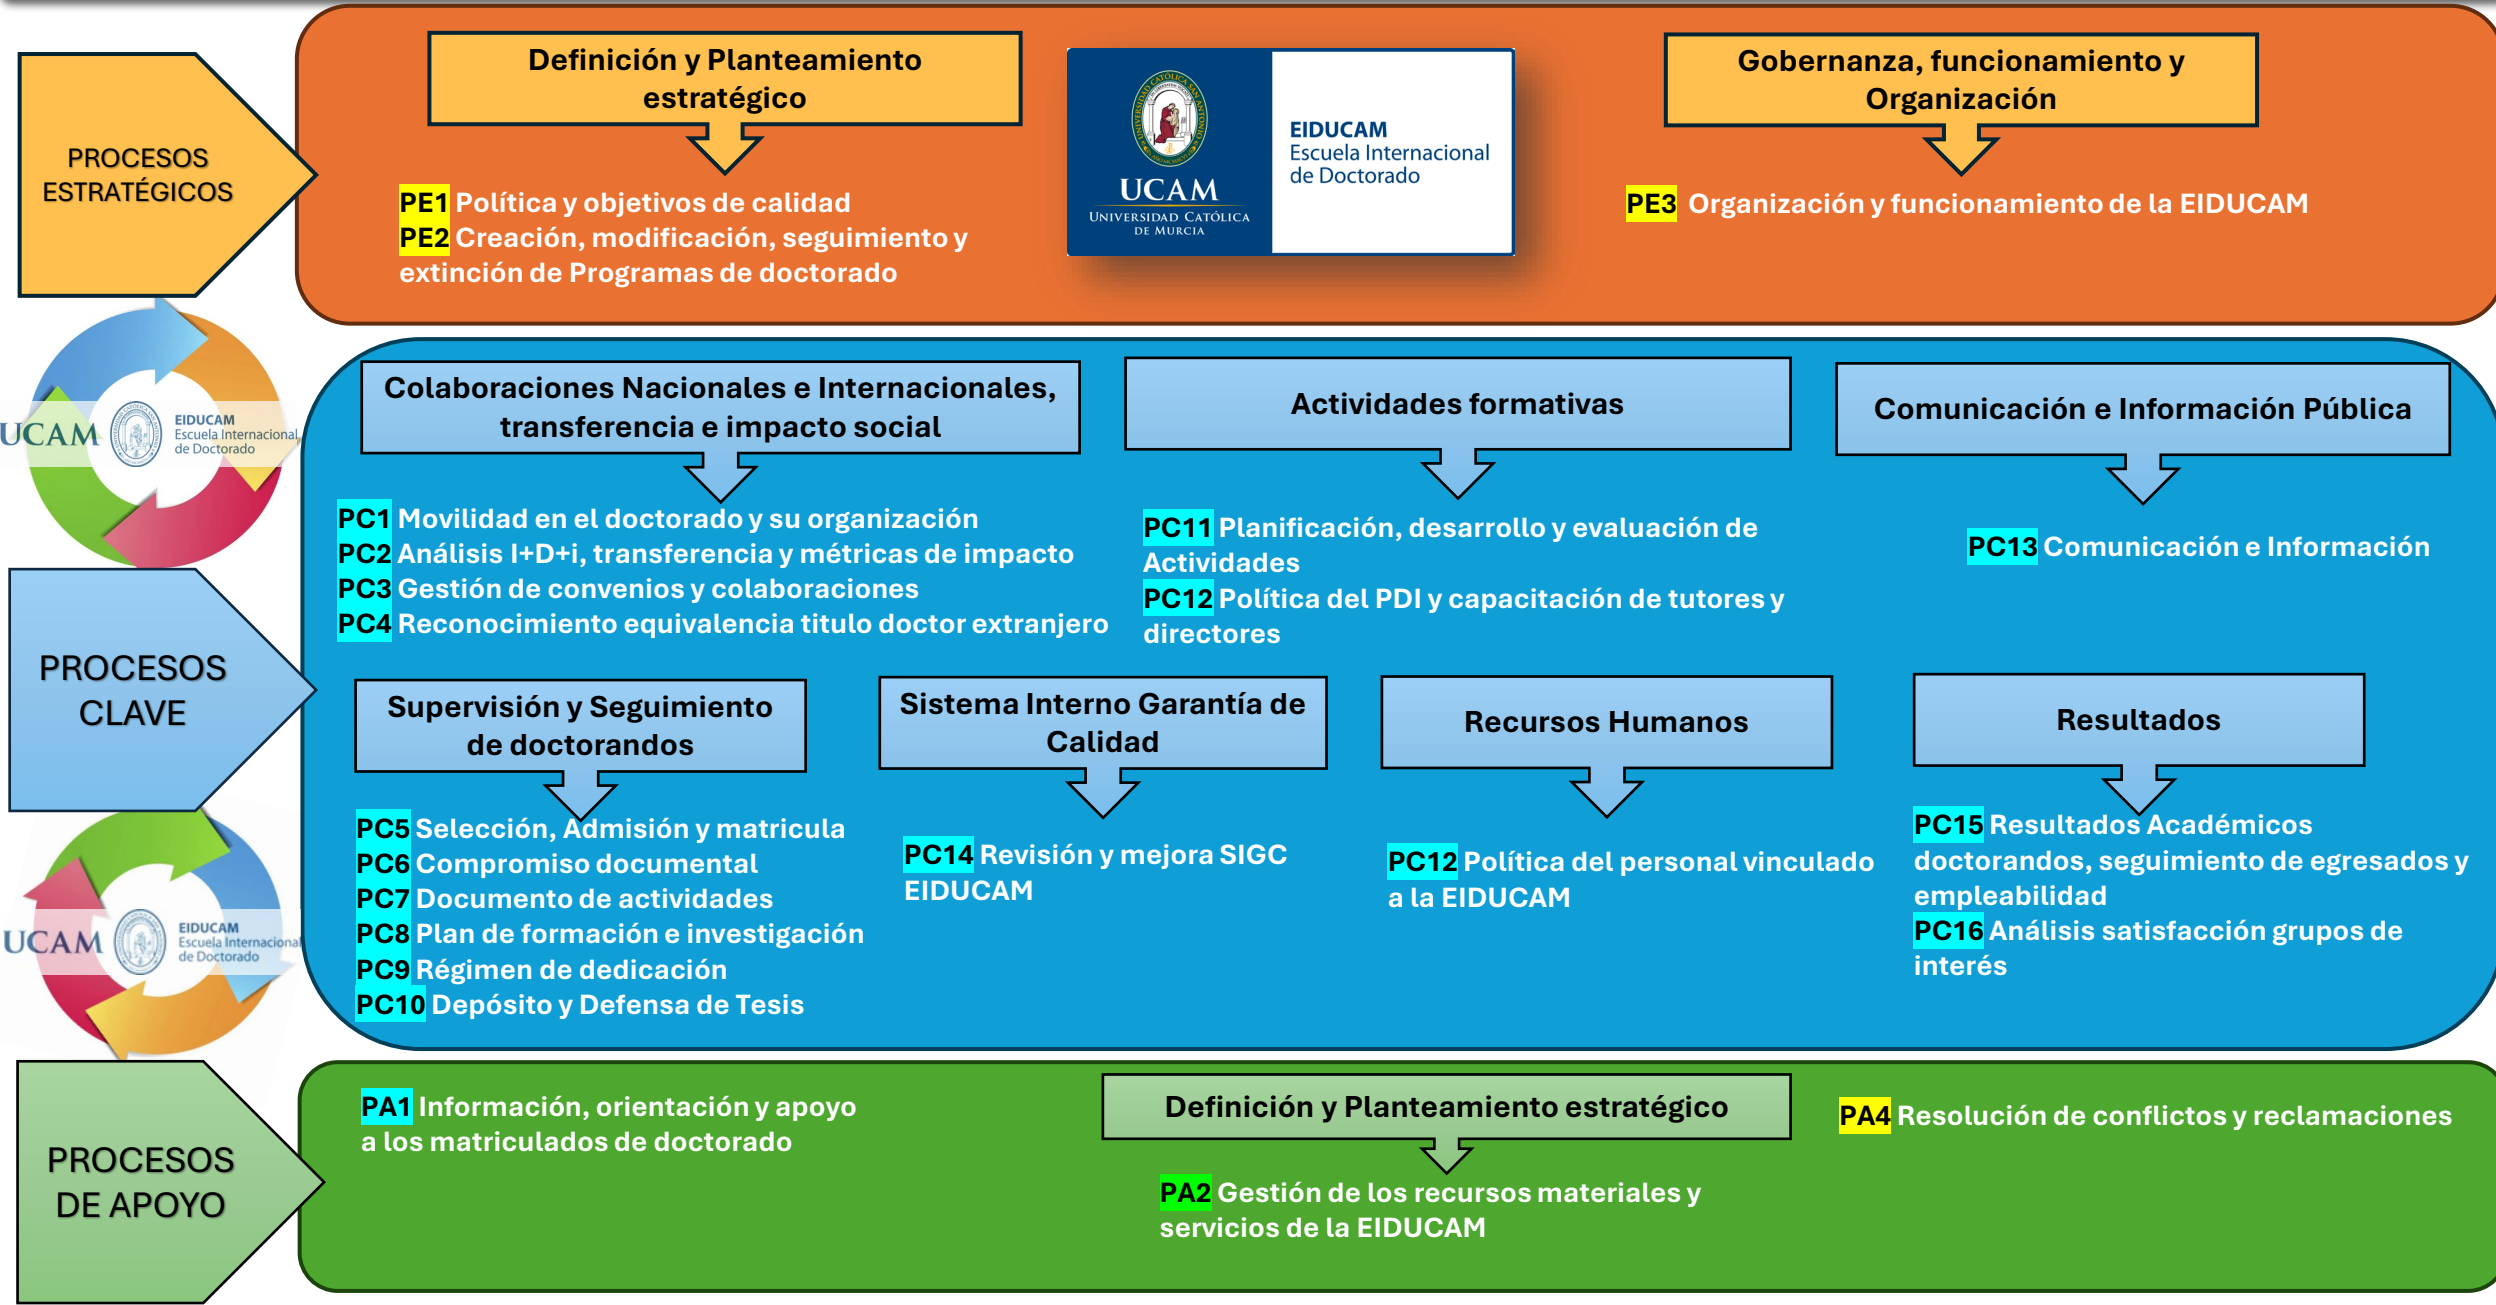 PROCESOS
ESTRATÉGICOS
Definición y Planteamiento
estratégico
PE1 Política y objetivos de calidad
PE2 Creación, modificación, seguimiento y
extinción de Programas de doctorado
UCAM
UNIVERSIDAD CATÓLICA
DE MURCIA
EIDUCAM
Escuela Internacional
de Doctorado
Gobernanza, funcionamiento y
Organización
PE3 Organización y funcionamiento de la EIDUCAM
UCAM
EIDUCAM
Escuela Internacional
de Doctorado
PROCESOS
CLAVE
Colaboraciones Nacionales e Internacionales,
transferencia e impacto social
PC1 Movilidad en el doctorado y su organización
PC2 Análisis I+D+i, transferencia y métricas de impacto
PC3 Gestión de convenios y colaboraciones
PC4 Reconocimiento equivalencia titulo doctor extranjero
Actividades formativas
PC11 Planificación, desarrollo y evaluación de
Actividades
PC12 Política del PDI y capacitación de tutores y
directores
Comunicación e Información Pública
PC13 Comunicación e Información
Supervisión y Seguimiento
de doctorandos
PC5 Selección, Admisión y matricula
PC6 Compromiso documental
PC7 Documento de actividades
PC8 Plan de formación e investigación
PC9 Régimen de dedicación
PC10 Depósito y Defensa de Tesis
Sistema Interno Garantía de
Calidad
PC14 Revisión y mejora SIGC
EIDUCAM
Recursos Humanos
PC12 Política del personal vinculado
a la EIDUCAM
Resultados
PC15 Resultados Académicos
doctorandos, seguimiento de egresados y
empleabilidad
PC16 Análisis satisfacción grupos de
interés
UCAM
EIDUCAM
Escuela Internacional
de Doctorado
PROCESOS
DE APOYO
PA1 Información, orientación y apoyo
a los matriculados de doctorado
Definición y Planteamiento estratégico
PA2 Gestión de los recursos materiales y
servicios de la EIDUCAM
PA4 Resolución de conflictos y reclamaciones